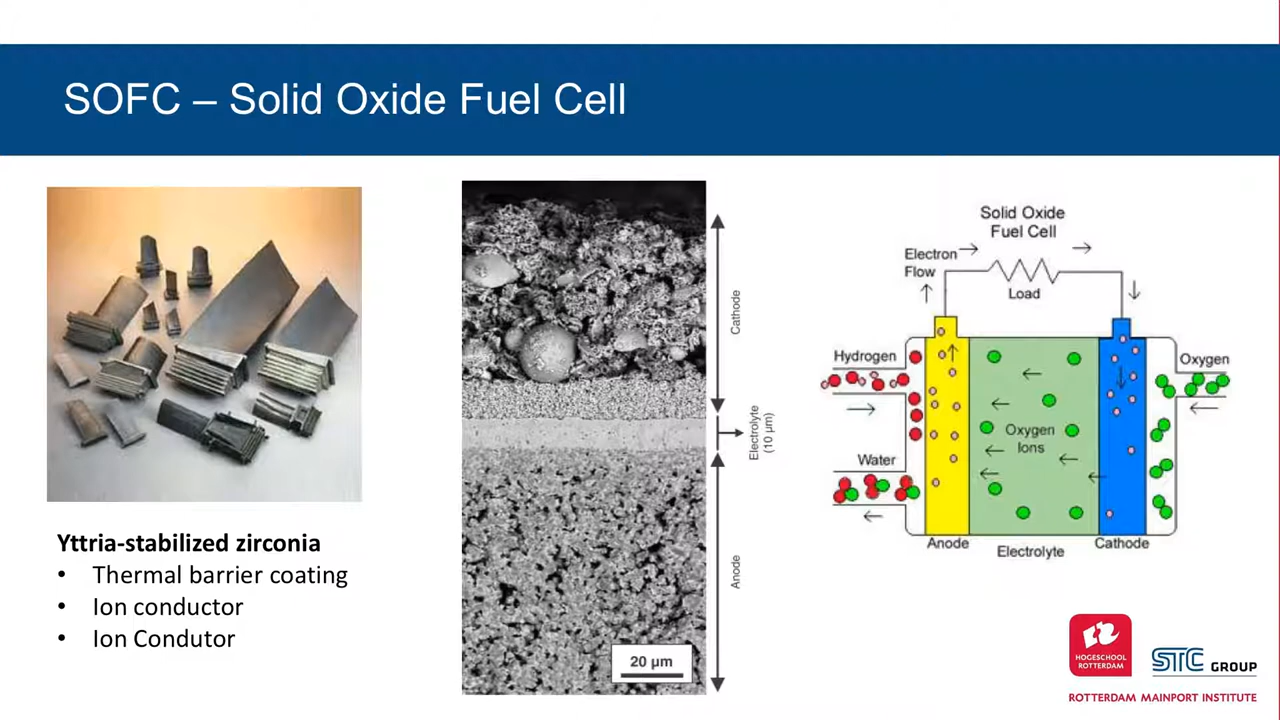 SOFC – Solid Oxide Fuel Cell
Yttria-stabilized zirconia
• Thermal barrier coating
• Ion conductor
• Ion Condutor
Cathode
Electrolyte
(10 µm)
Anode
20 µm
Solid Oxide
Fuel Cell
Electron
Flow
Load
Hydrogen
Oxygen
Oxygen
Ions
Water
Anode
Electrolyte
Cathode
HOGESCHOOL
ROTTERDAM
STC GROUP
ROTTERDAM MAINPORT INSTITUTE